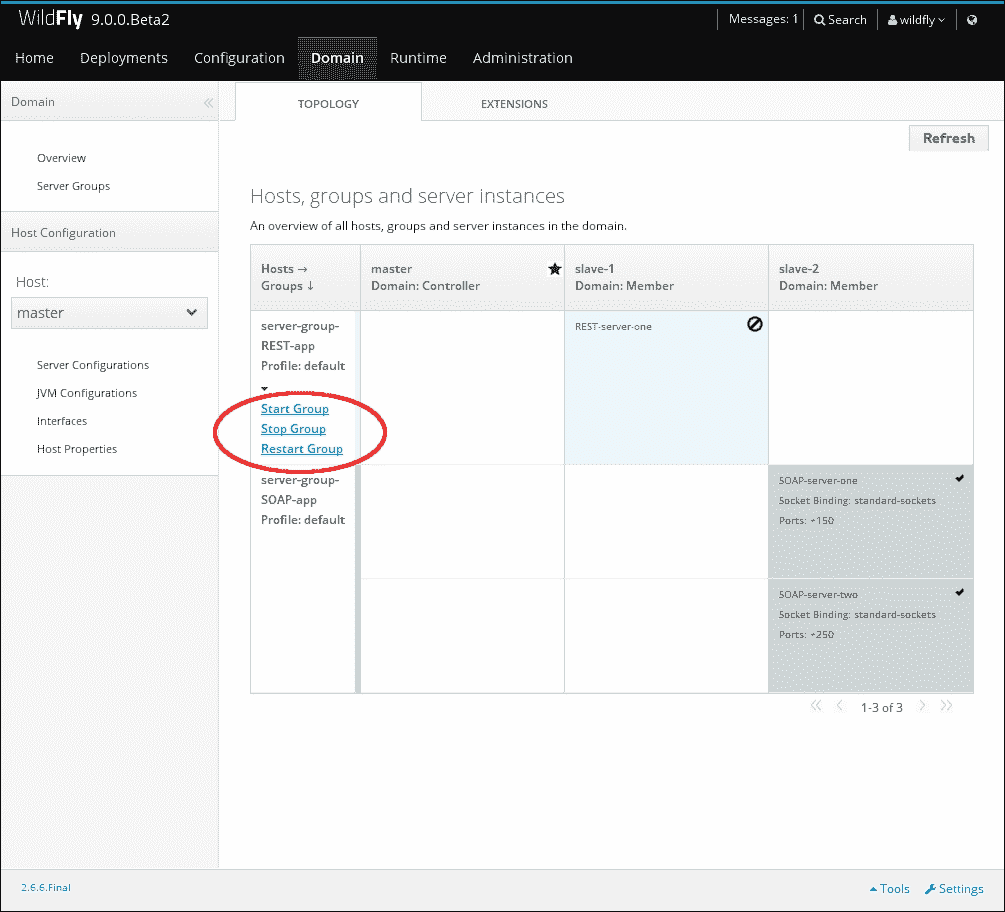 WildFly 9.0.0.Beta2
Messages: 1
Search
wildfly
Home
Deployments
Configuration
Domain
Runtime
Administration
Domain
TOPOLOGY
EXTENSIONS
Refresh
Overview
Server Groups
Host Configuration
Host:
master
Server Configurations
JVM Configurations
Interfaces
Host Properties
Hosts, groups and server instances
An overview of all hosts, groups and server instances in the domain.
Hosts →
Groups ↓
master
Domain: Controller
slave-1
Domain: Member
slave-2
Domain: Member
server-group-
REST-app
Profile: default
Start Group
Stop Group
Restart Group
REST-server-one
server-group-
SOAP-app
Profile: default
SOAP-server-one
Socket Binding: standard-sockets
Ports: +150
SOAP-server-two
Socket Binding: standard-sockets
Ports: +250
1-3 of 3
2.6.6.Final
Tools
Settings